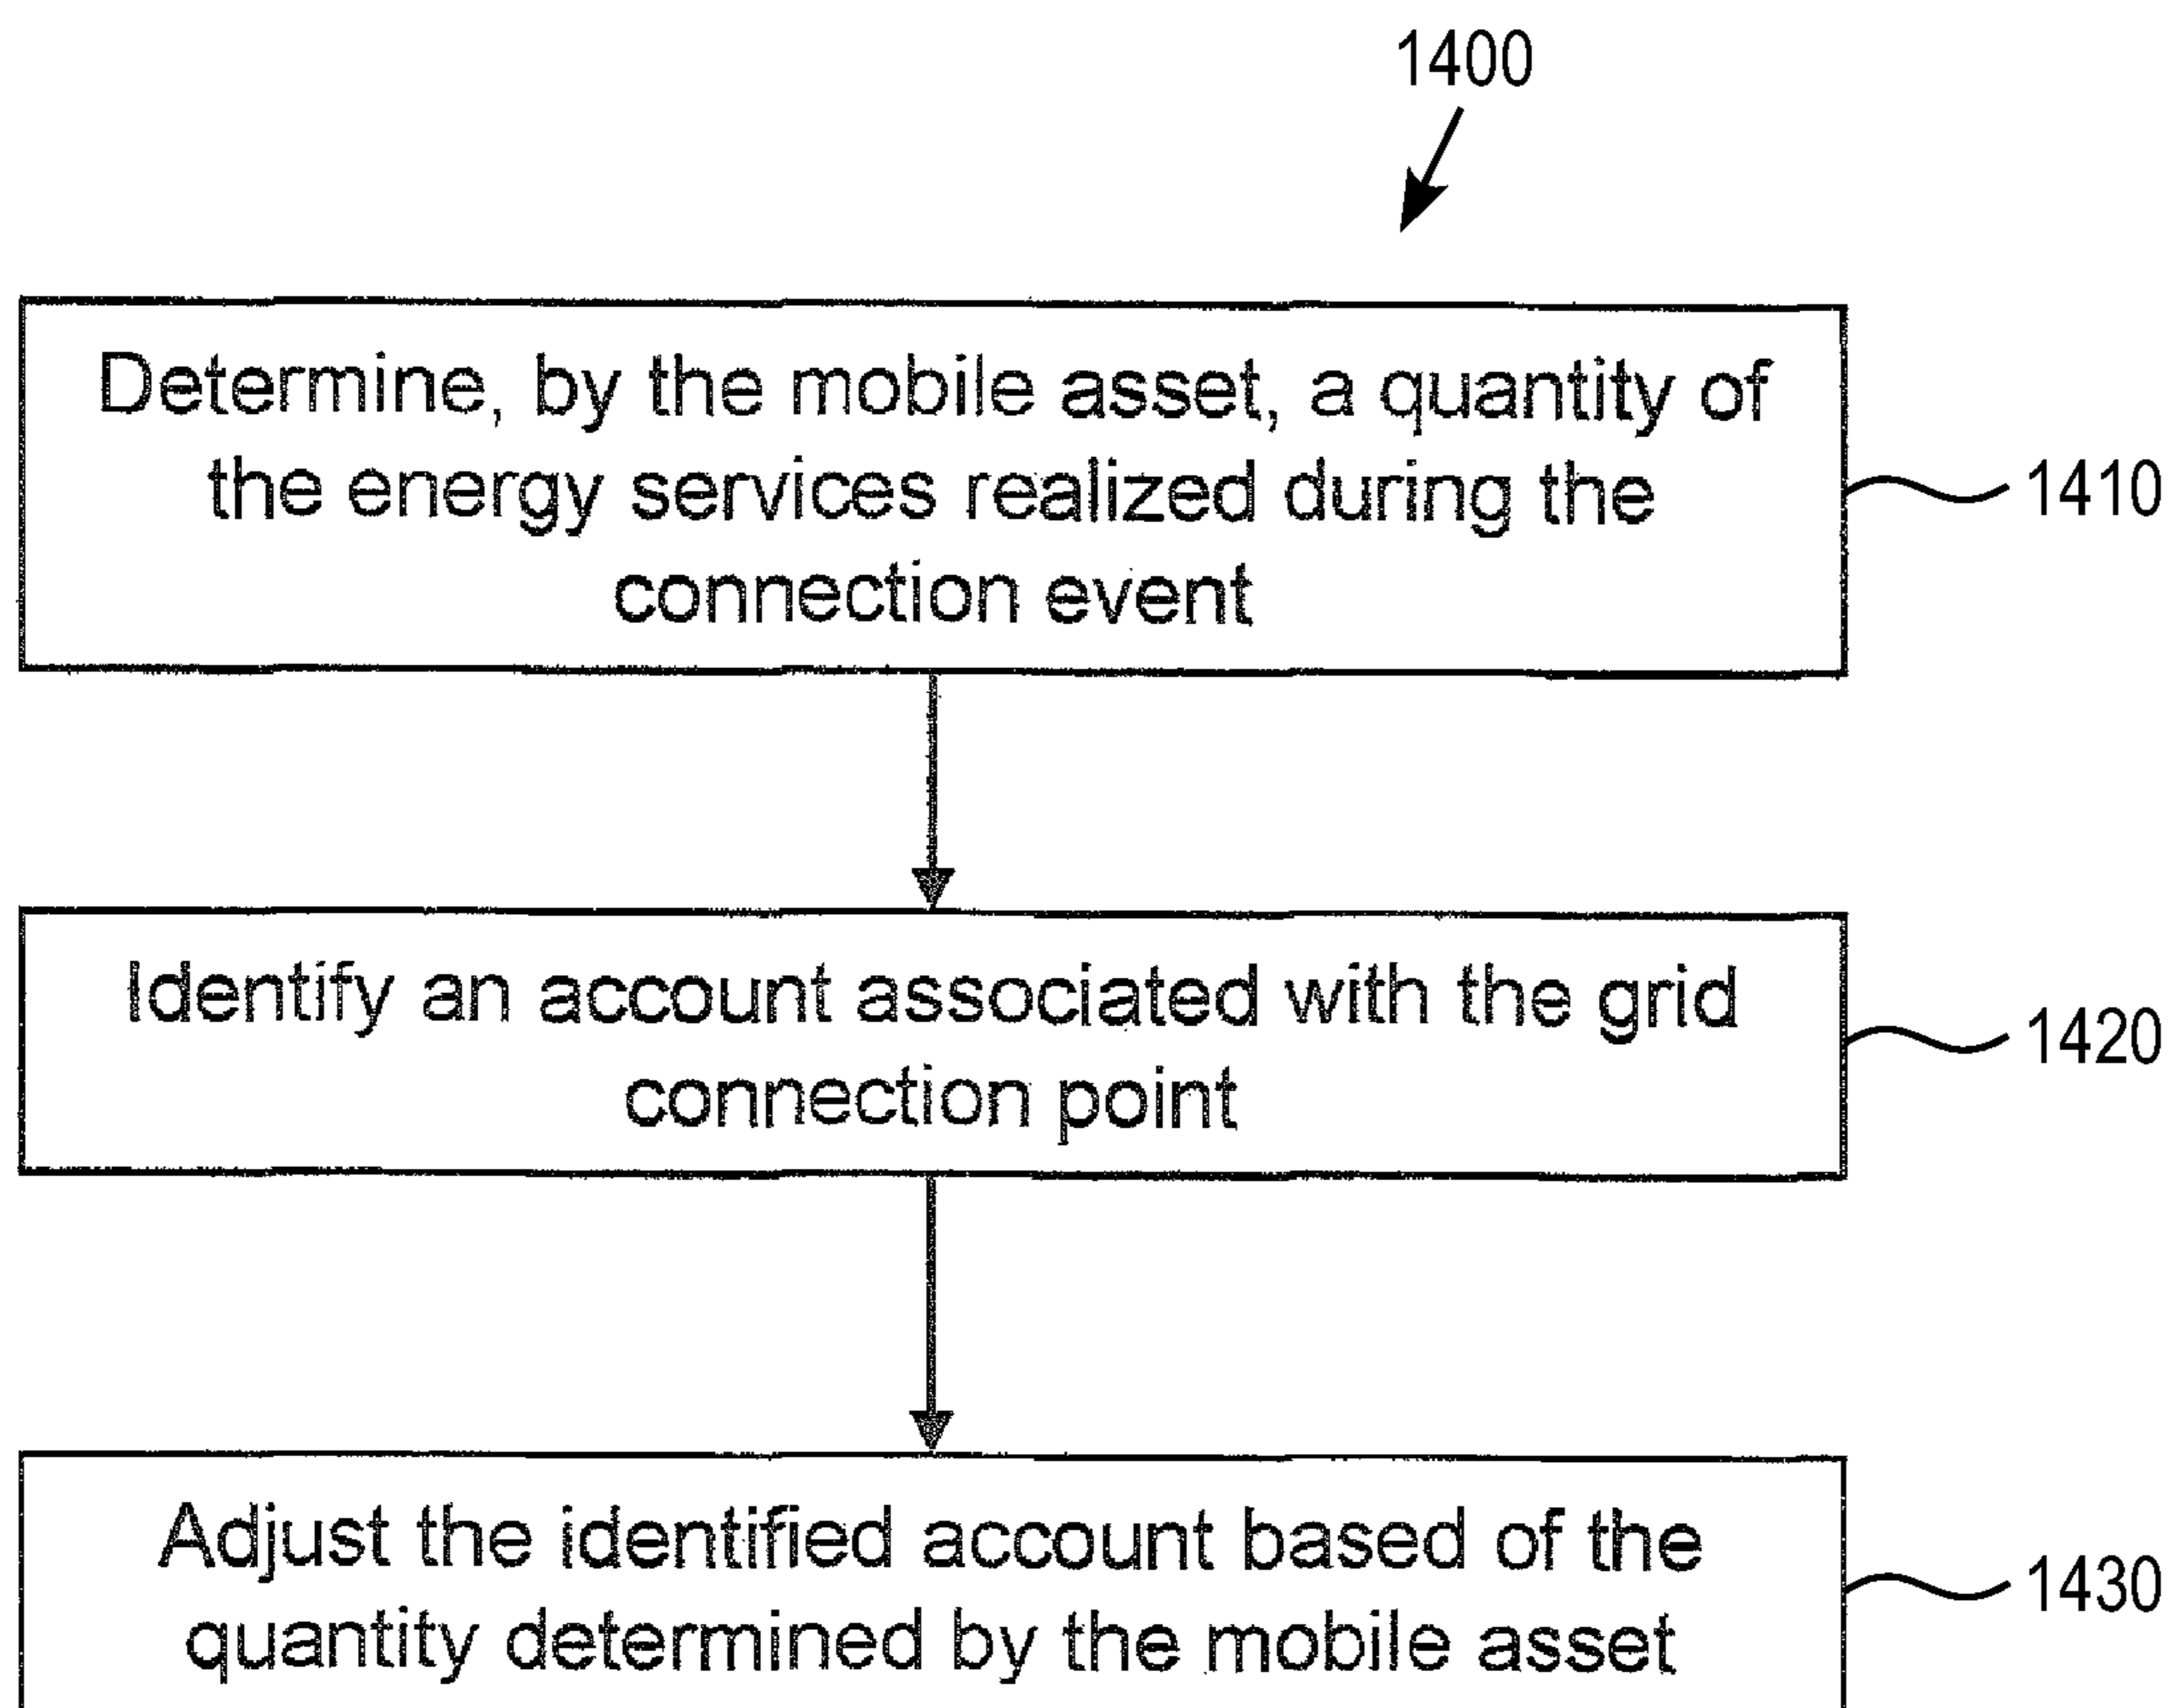 1400
Determine, by the mobile asset, a quantity of
the energy services realized during the
connection event
1410
Identify an account associated with the grid
connection point
1420
Adjust the identified account based of the
quantity determined by the mobile asset
1430